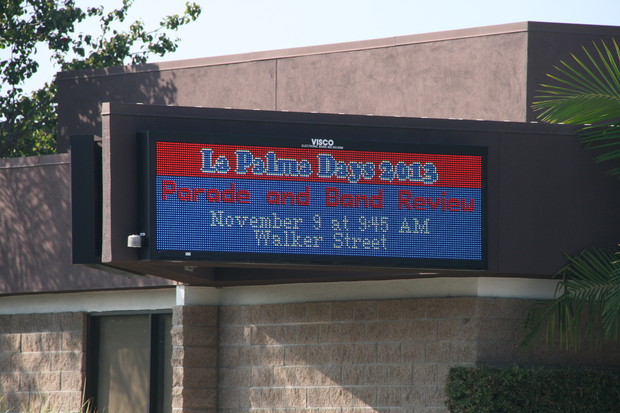 VISCO
La Palma Days 2013
Parade and Band Review
November 9 at 9:45 AM
Walker Street